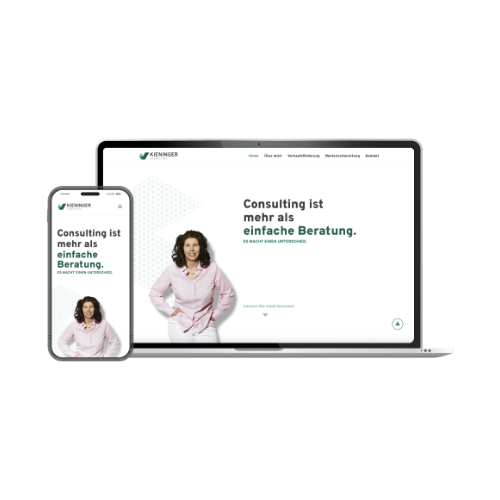 KIENINGER
Home Über mich Verkaufsförderung Kontakt
Consulting ist
mehr als
einfache Beratung.
ES MACHT EINEN UNTERSCHIED.
Lernen Sie mich kennen!
KIENINGER
Consulting ist
mehr als
einfache
Beratung.
ES MACHT EINEN UNTERSCHIED.